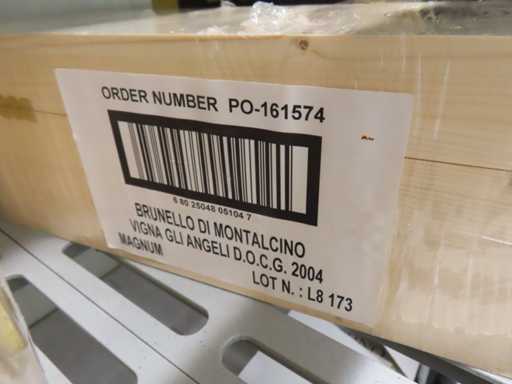 ORDER NUMBER PO-161574
6 80 25048 05104 7
BRUNELLO DI MONTALCINO
VIGNA GLI ANGELI D.O.C.G. 2004
MAGNUM
LOT N. : L8 173